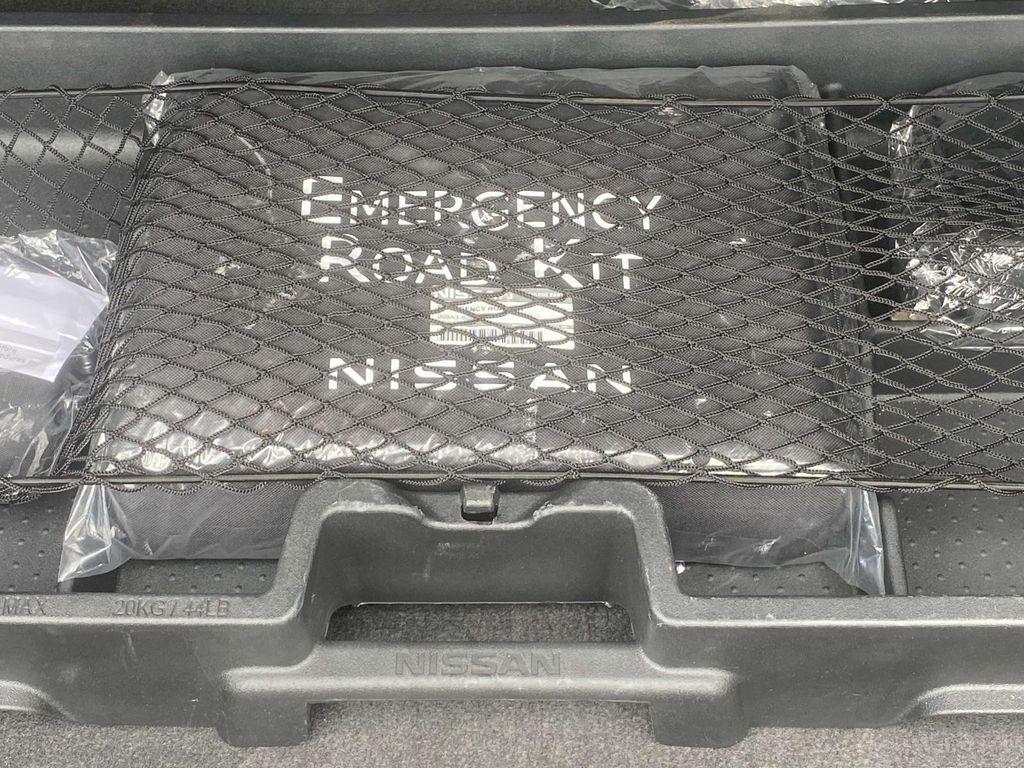 EMERGENCY
ROAD KIT
NISSAN
MAX 20KG / 44LB
NISSAN